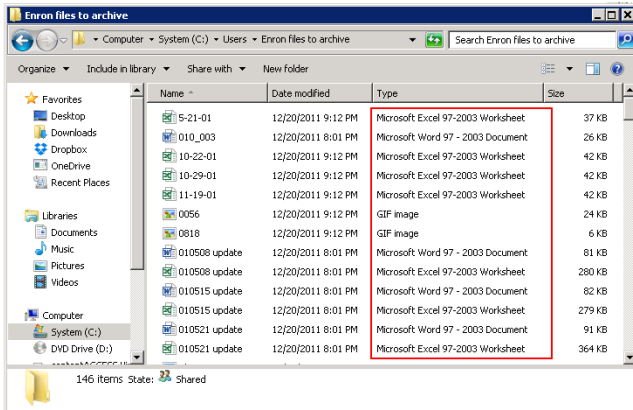 Enron files to archive
Computer System (C:) Users Enron files to archive Search Enron files to archive
Organize Include in library Share with New folder
Name Date modified Type Size
Favorites
Desktop
Downloads
Dropbox
OneDrive
Recent Places
Libraries
Documents
Music
Pictures
Videos
Computer
System (C:)
DVD Drive (D:)
5-21-01 12/20/2011 9:12 PM Microsoft Excel 97-2003 Worksheet 37 KB
010_003 12/20/2011 8:01 PM Microsoft Word 97 - 2003 Document 26 KB
10-22-01 12/20/2011 9:12 PM Microsoft Excel 97-2003 Worksheet 42 KB
10-29-01 12/20/2011 9:12 PM Microsoft Excel 97-2003 Worksheet 42 KB
11-19-01 12/20/2011 9:12 PM Microsoft Excel 97-2003 Worksheet 42 KB
0056 12/20/2011 9:12 PM GIF image 24 KB
0818 12/20/2011 9:12 PM GIF image 6 KB
010508 update 12/20/2011 8:01 PM Microsoft Word 97 - 2003 Document 81 KB
010508 update 12/20/2011 8:01 PM Microsoft Excel 97-2003 Worksheet 280 KB
010515 update 12/20/2011 8:01 PM Microsoft Word 97 - 2003 Document 82 KB
010515 update 12/20/2011 8:01 PM Microsoft Excel 97-2003 Worksheet 279 KB
010521 update 12/20/2011 8:01 PM Microsoft Word 97 - 2003 Document 91 KB
010521 update 12/20/2011 8:01 PM Microsoft Excel 97-2003 Worksheet 364 KB
146 items State: Shared